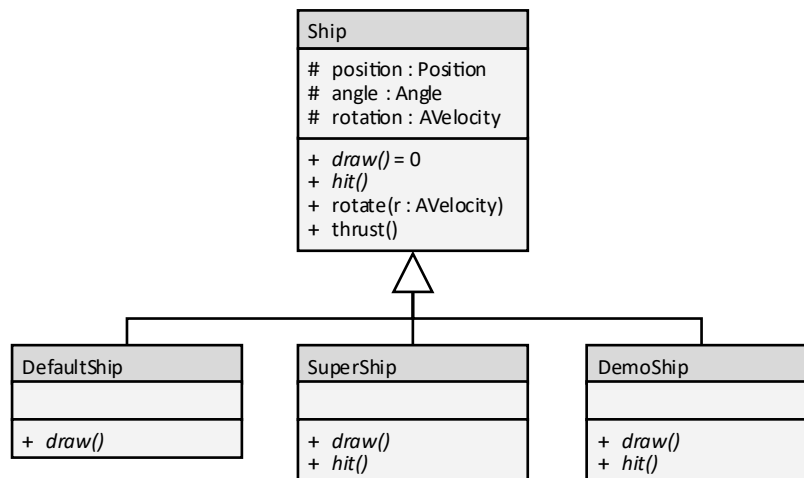 Ship
# position : Position
# angle : Angle
# rotation : AVelocity
+ draw() = 0
+ hit()
+ rotate(r : AVelocity)
+ thrust()
DefaultShip
+ draw()
SuperShip
+ draw()
+ hit()
DemoShip
+ draw()
+ hit()